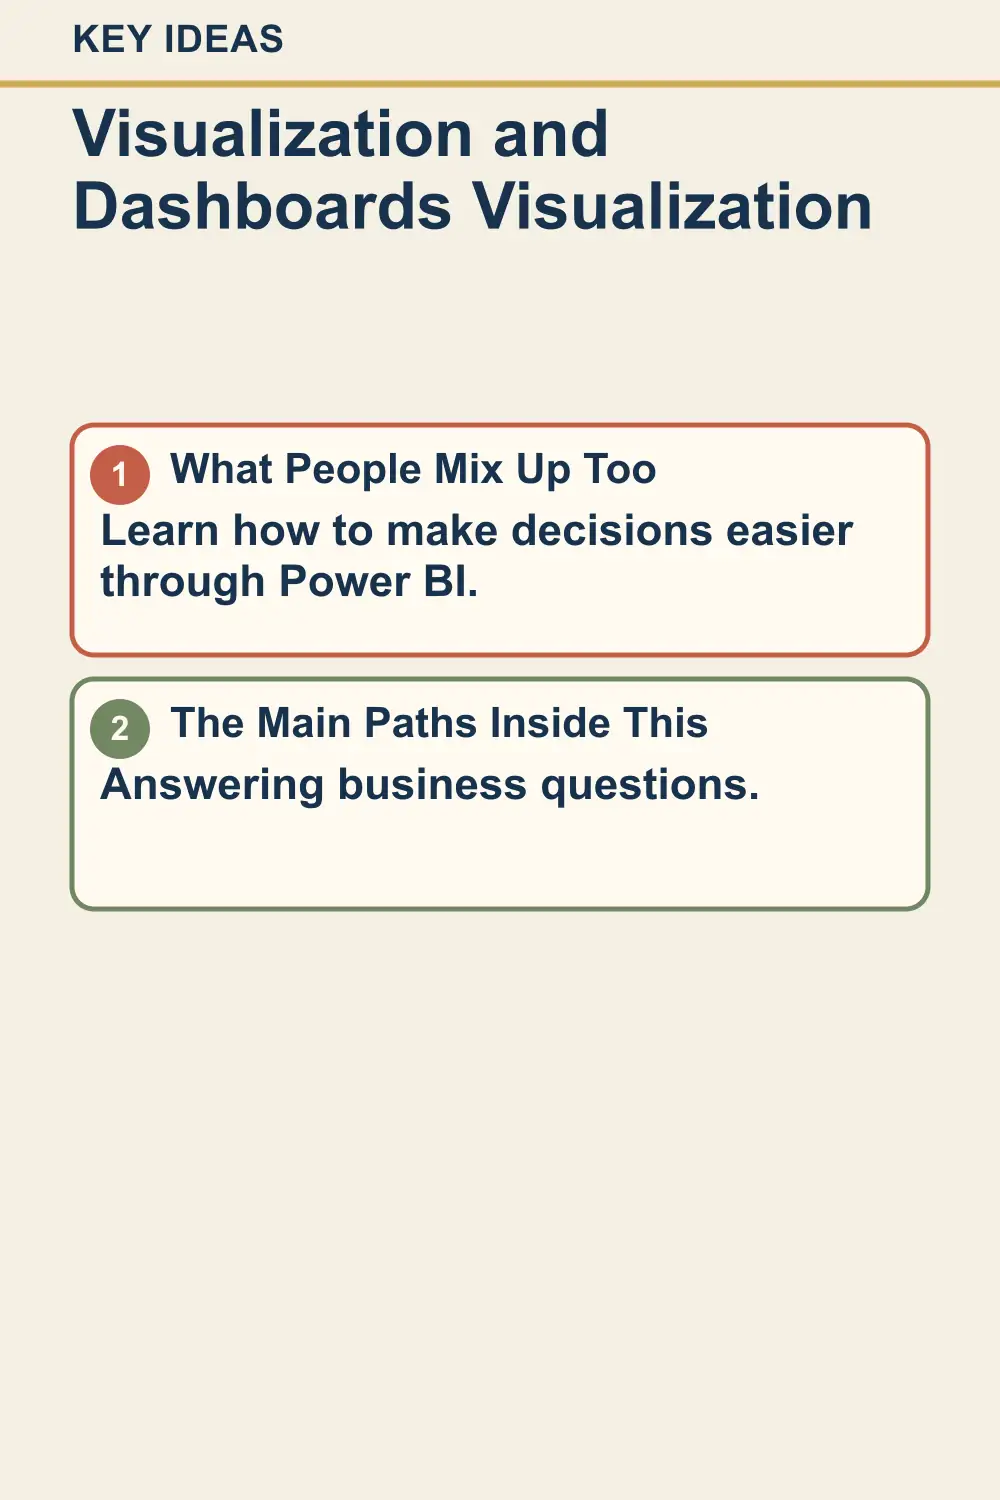 KEY IDEAS
Visualization and
Dashboards Visualization
1 What People Mix Up Too
Learn how to make decisions easier
through Power BI.
2 The Main Paths Inside This
Answering business questions.